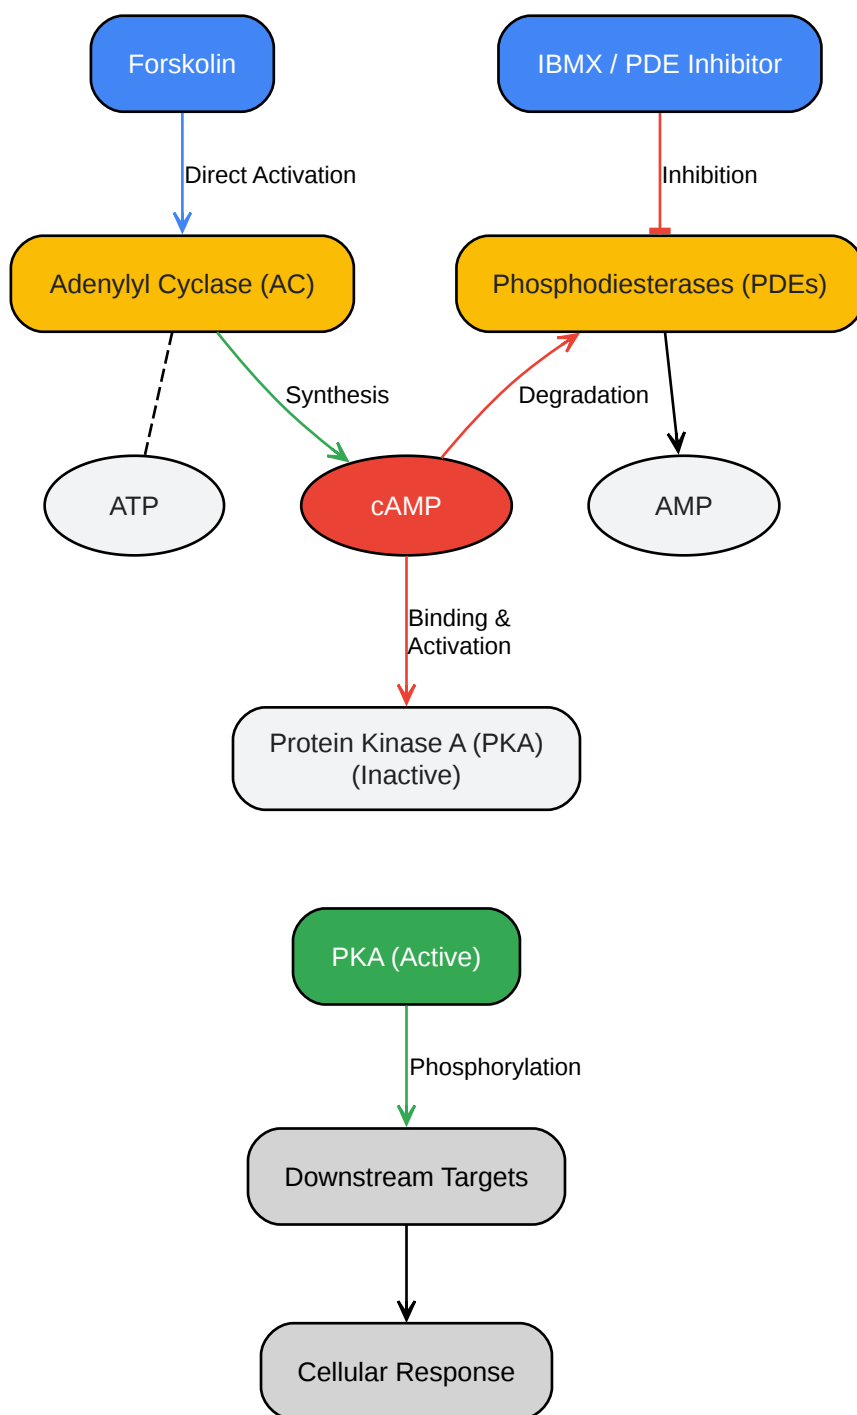 Forskolin
IBMX / PDE Inhibitor
Direct Activation
Inhibition
Adenylyl Cyclase (AC)
Phosphodiesterases (PDEs)
Synthesis
Degradation
ATP
cAMP
AMP
Binding &
Activation
Protein Kinase A (PKA)
(Inactive)
PKA (Active)
Phosphorylation
Downstream Targets
Cellular Response